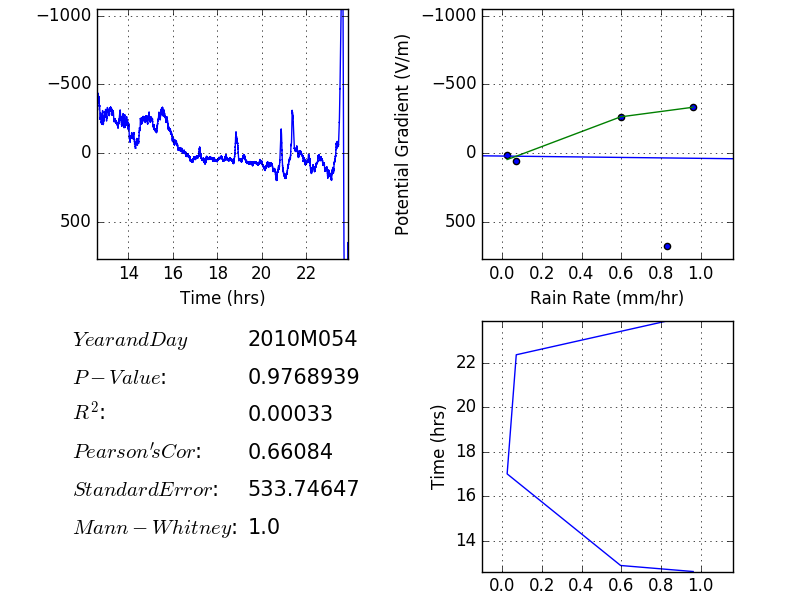 −1000
−500
0
500
14 16 18 20 22
Time (hrs)
Potential Gradient (V/m)
−1000
−500
0
500
0.0 0.2 0.4 0.6 0.8 1.0
Rain Rate (mm/hr)
YearandDay 2010M054
P−Value: 0.9768939
R²: 0.00033
Pearson'sCor: 0.66084
StandardError: 533.74647
Mann−Whitney: 1.0
Time (hrs)
22
20
18
16
14
0.0 0.2 0.4 0.6 0.8 1.0